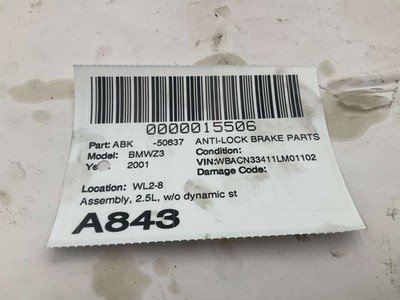 0000015506
Part: ABK -50637 ANTI-LOCK BRAKE PARTS
Model: BMWZ3 Condition:
2001 VIN:WBACN33411LM01102
Damage Code:
Location: WL2-8
Assembly, 2.5L, w/o dynamic st
A843